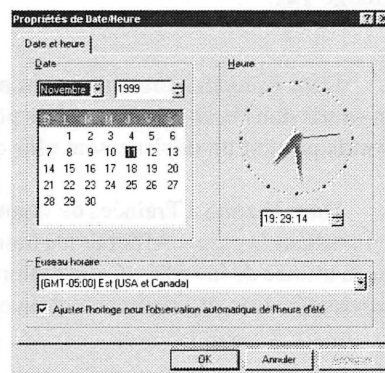 Propriétés de Date/Heure
Date et heure
Date
Novembre 1999
D L M M J V S
1 2 3 4 5 6
7 8 9 10 11 12 13
14 15 16 17 18 19 20
21 22 23 24 25 26 27
28 29 30
Heure
19:29:14
Fuseau horaire
(GMT-05:00) Est (USA et Canada)
Ajuster l'horloge pour l'observation automatique de l'heure d'été
OK Annuler Appliquer